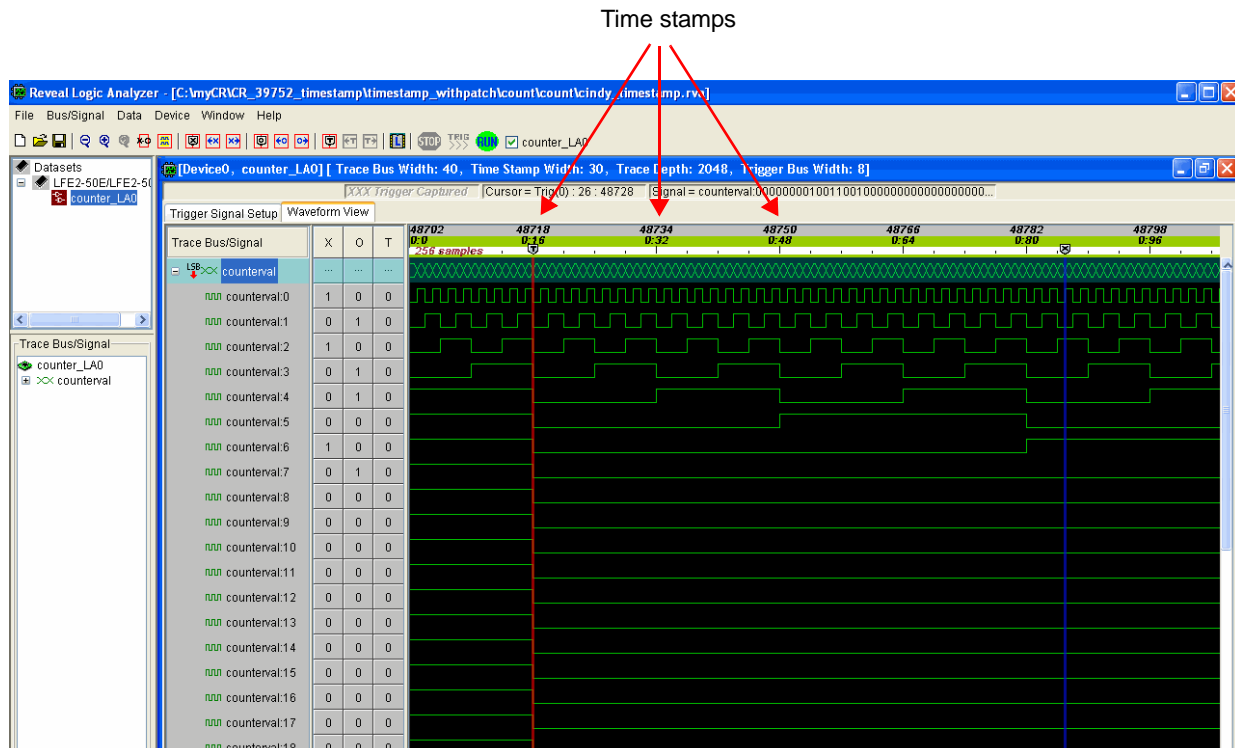 Time stamps
Reveal Logic Analyzer - [C:\myCR\CR_39752_timestamp\timestamp_withpatch\count\count\cindy_timestamp.rva]
File Bus/Signal Data Device Window Help
STOP TRIG RUN counter_LA0
Datasets
LFE2-50E/LFE2-50
counter_LA0
[Device0, counter_LA0] [ Trace Bus Width: 40, Time Stamp Width: 30, Trace Depth: 2048, Trigger Bus Width: 8]
XXX Trigger Captured Cursor = Trig(0) : 26 : 48728
Trigger Signal Setup Waveform View
Trace Bus/Signal X O T
48702 48718 48734 48750 48766 48782 48798
0:0 0:16 0:32 0:48 0:64 0:80 0:96
256 samples
T X
LSB counterval ... ... ...
counterval:0 1 0 0
counterval:1 0 1 0
counterval:2 1 0 0
counterval:3 0 1 0
counterval:4 0 1 0
counterval:5 0 0 0
counterval:6 1 0 0
counterval:7 0 1 0
counterval:8 0 0 0
counterval:9 0 0 0
counterval:10 0 0 0
counterval:11 0 0 0
counterval:12 0 0 0
counterval:13 0 0 0
counterval:14 0 0 0
counterval:15 0 0 0
counterval:16 0 0 0
counterval:17 0 0 0
counterval:18 0 0 0
Trace Bus/Signal
counter_LA0
counterval